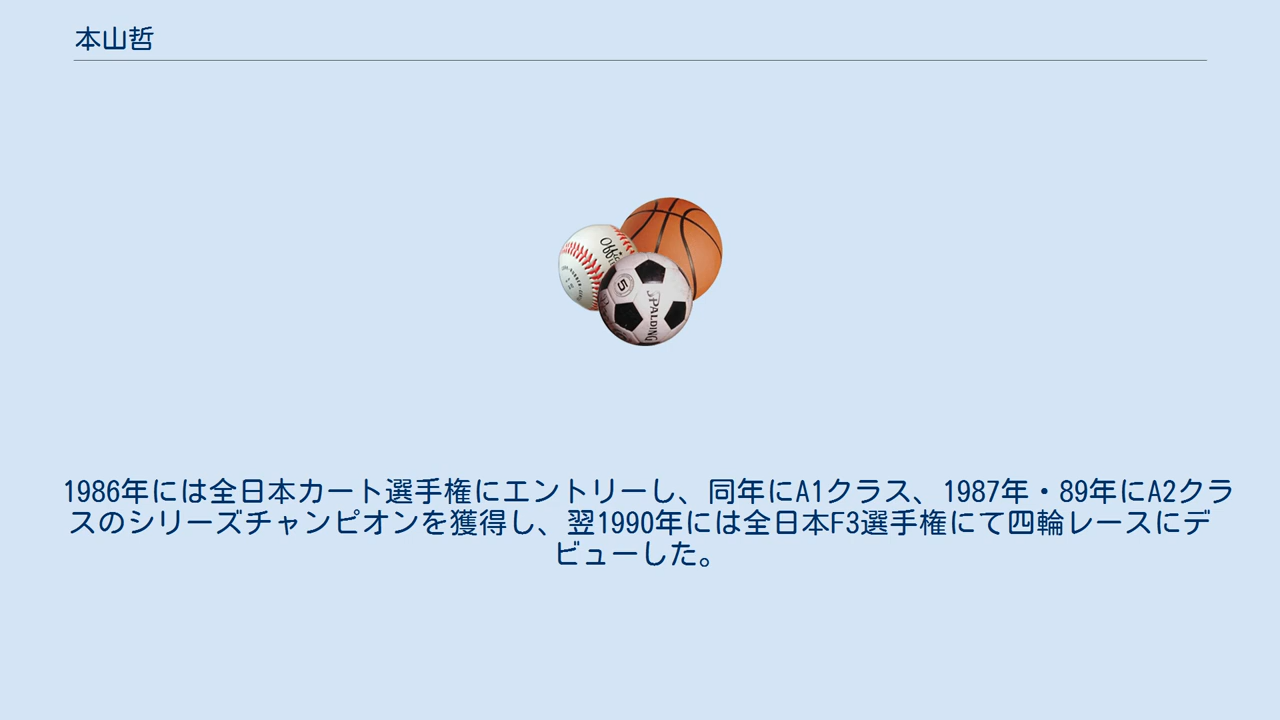 本山哲
Offici
5
SPALDING
1986年には全日本カート選手権にエントリーし、同年にA1クラス、1987年・89年にA2クラ
スのシリーズチャンピオンを獲得し、翌1990年には全日本F3選手権にて四輪レースにデ
ビューした。